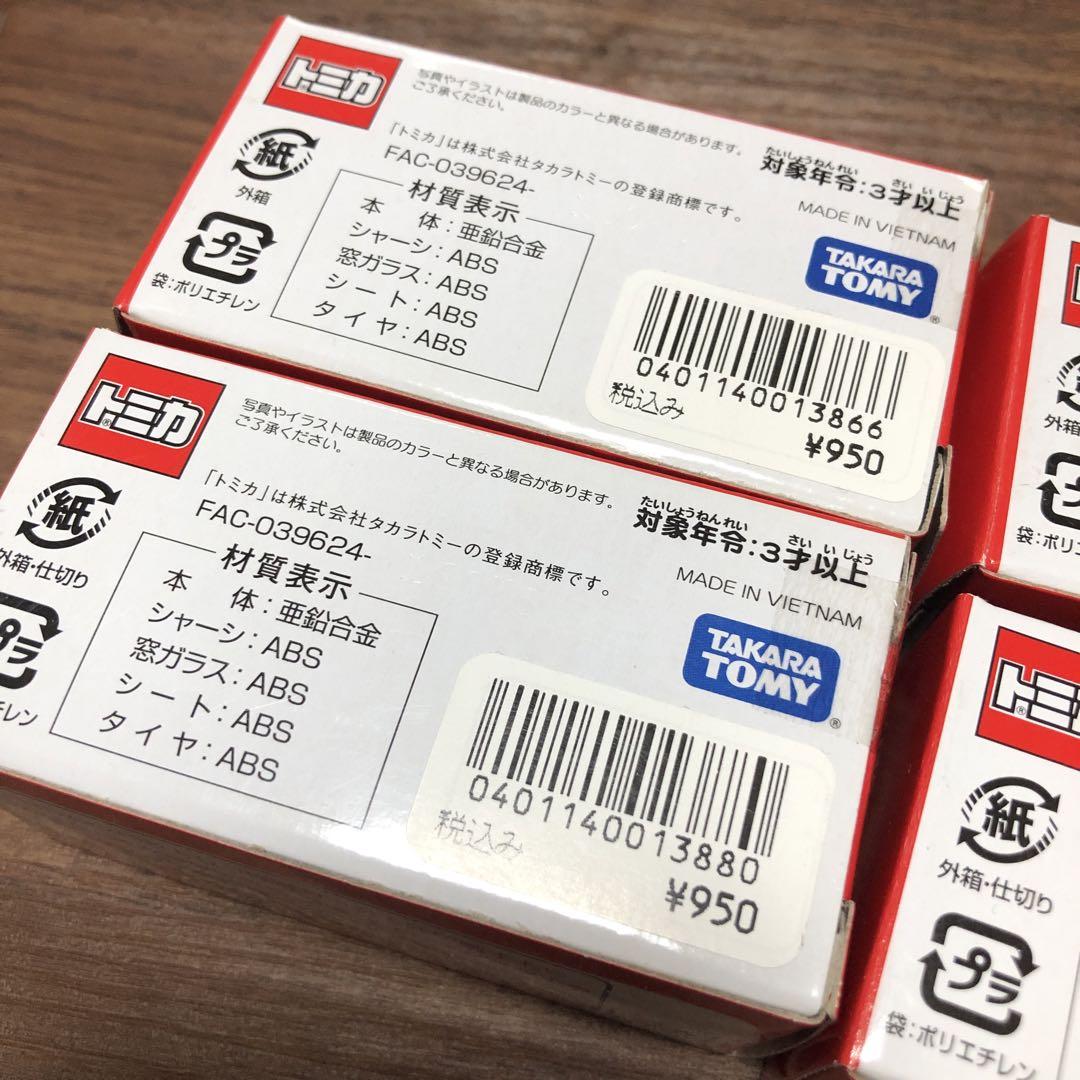 トミカ
写真やイラストは製品のカラーと異なる場合があります。
ご了承ください。
「トミカ」は株式会社タカラトミーの登録商標です。
FAC-039624-
たいしょうねんれい さいいじょう
対象年令:3才以上
MADE IN VIETNAM
TAKARA
TOMY
紙
外箱
プラ
袋:ポリエチレン
材質表示
本 体:亜鉛合金
シャーシ:ABS
窓ガラス:ABS
シート:ABS
タイヤ:ABS
0401140013866
税込み
¥950
トミカ
写真やイラストは製品のカラーと異なる場合があります。
ご了承ください。
「トミカ」は株式会社タカラトミーの登録商標です。
FAC-039624-
たいしょうねんれい さいいじょう
対象年令:3才以上
MADE IN VIETNAM
TAKARA
TOMY
紙
外箱・仕切り
プラ
チレン
材質表示
本 体:亜鉛合金
シャーシ:ABS
窓ガラス:ABS
シート:ABS
タイヤ:ABS
0401140013880
税込み
¥950
外箱
袋:ポリ
トミカ
紙
外箱・仕切り
プラ
袋:ポリエチレン